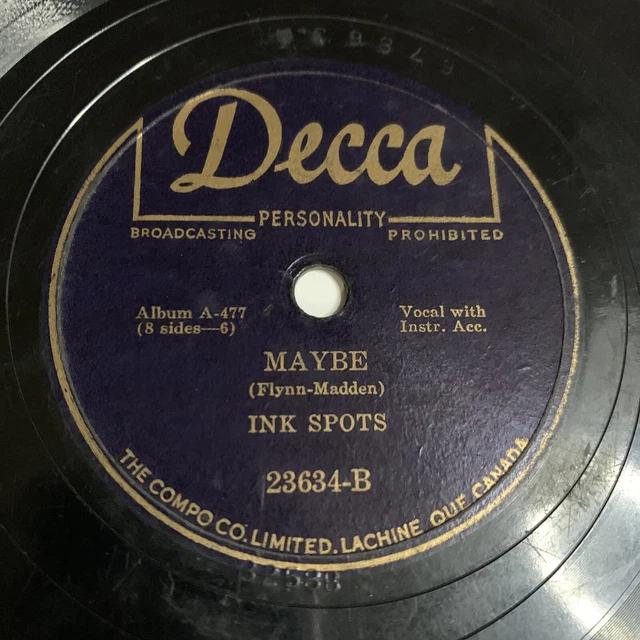 Decca
PERSONALITY
BROADCASTING PROHIBITED
Album A-477
(8 sides—6)
Vocal with
Instr. Acc.
MAYBE
(Flynn-Madden)
INK SPOTS
23634-B
THE COMPO CO. LIMITED. LACHINE QUE CANADA